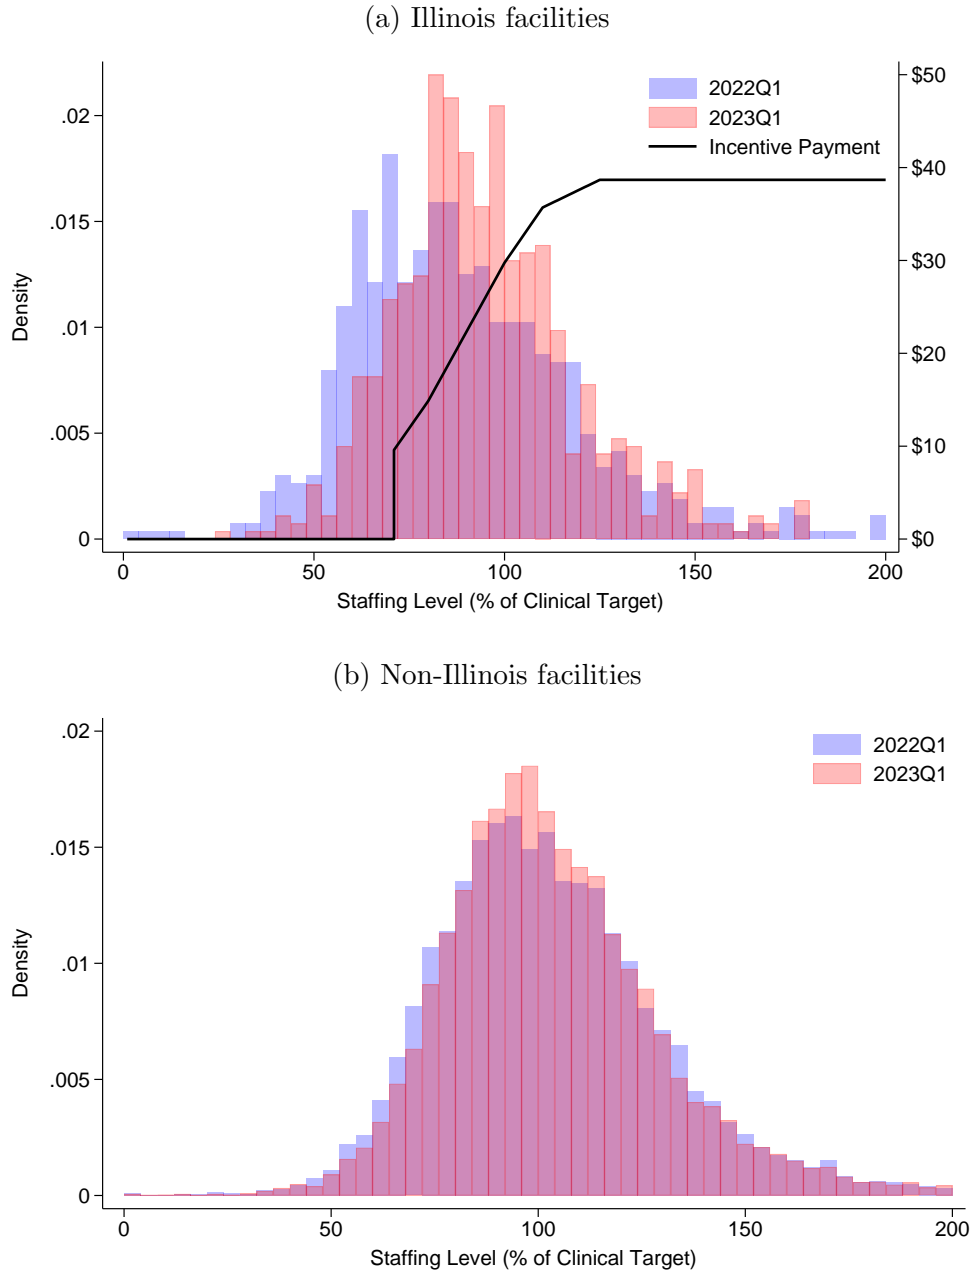 (a) Illinois facilities
2022Q1
2023Q1
Incentive Payment
Density
.02
.015
.01
.005
0
$50
$40
$30
$20
$10
$0
0 50 100 150 200
Staffing Level (% of Clinical Target)
(b) Non-Illinois facilities
2022Q1
2023Q1
Density
.02
.015
.01
.005
0
0 50 100 150 200
Staffing Level (% of Clinical Target)